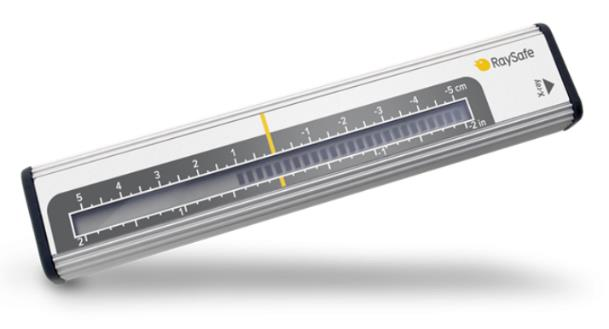 RaySafe
X-ray
5 4 3 2 1 -1 -2 -3 -4 -5 cm
2 1 -1 -2 in